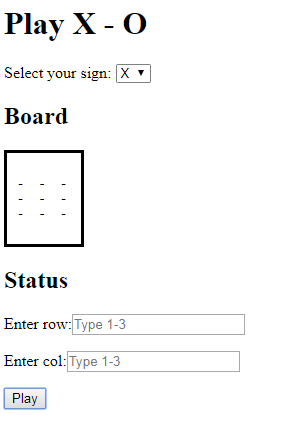 Play X - O
Select your sign: X
Board
- - -
- - -
- - -
Status
Enter row: Type 1-3
Enter col: Type 1-3
Play